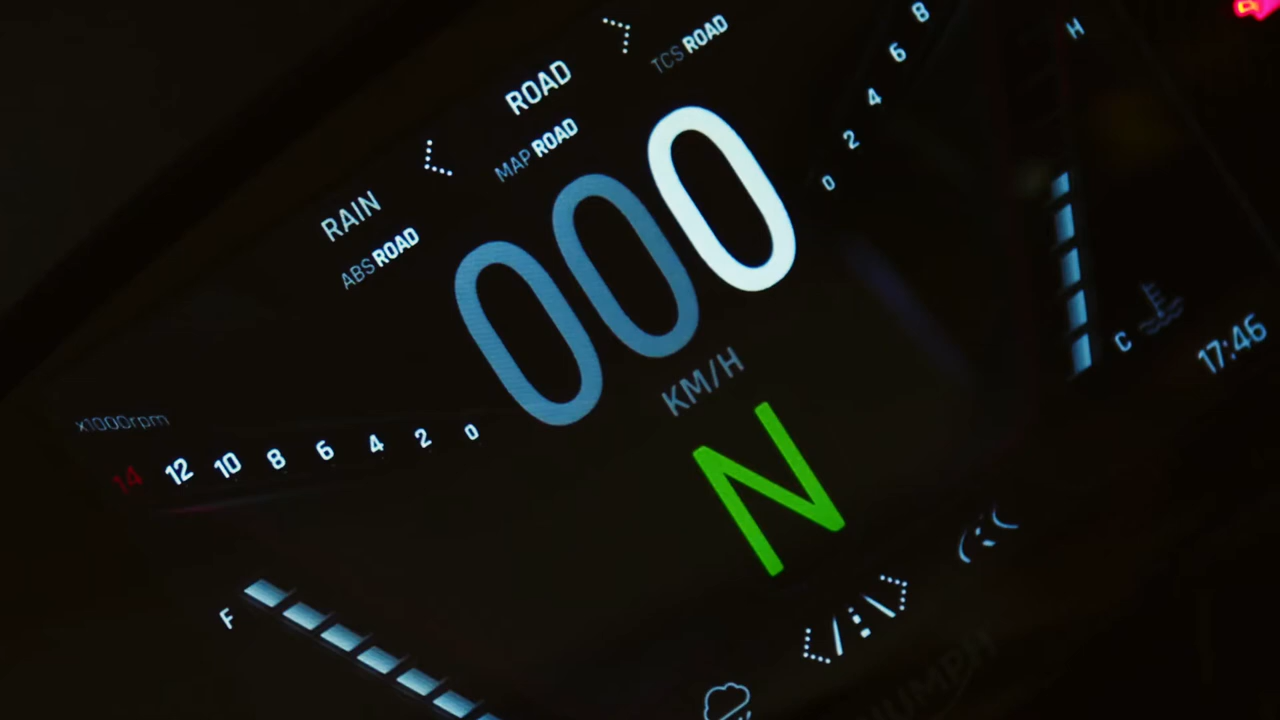 TCS ROAD
ROAD
MAP ROAD
RAIN
ABS ROAD
000
KM/H
N
x1000rpm
14 12 10 8 6 4 2 0
0 2 4 6 8
H
C
17:46
F